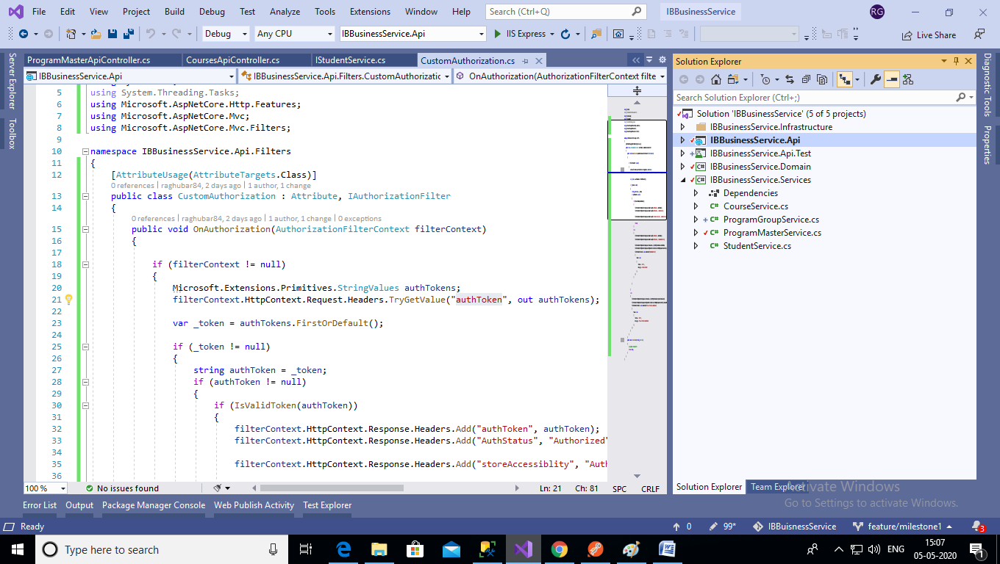 File Edit View Project Build Debug Test Analyze Tools Extensions Window Help Search (Ctrl+Q) IBBusinessService RG
Debug Any CPU IBBusinessService.Api IIS Express Live Share
Server Explorer
Toolbox
ProgramMasterApiController.cs CoursesApiController.cs IStudentService.cs CustomAuthorization.cs
IBBusinessService.Api IBBusinessService.Api.Filters.CustomAuthorizatic OnAuthorization(AuthorizationFilterContext filte
5 using System.Threading.Tasks;
6 using Microsoft.AspNetCore.Http.Features;
7 using Microsoft.AspNetCore.Mvc;
8 using Microsoft.AspNetCore.Mvc.Filters;
9
10 namespace IBBusinessService.Api.Filters
11 {
12 [AttributeUsage(AttributeTargets.Class)]
0 references | raghubar84, 2 days ago | 1 author, 1 change
13 public class CustomAuthorization : Attribute, IAuthorizationFilter
14 {
0 references | raghubar84, 2 days ago | 1 author, 1 change | 0 exceptions
15 public void OnAuthorization(AuthorizationFilterContext filterContext)
16 {
17
18 if (filterContext != null)
19 {
20 Microsoft.Extensions.Primitives.StringValues authTokens;
21 filterContext.HttpContext.Request.Headers.TryGetValue("authToken", out authTokens);
22
23 var _token = authTokens.FirstOrDefault();
24
25 if (_token != null)
26 {
27 string authToken = _token;
28 if (authToken != null)
29 {
30 if (IsValidToken(authToken))
31 {
32 filterContext.HttpContext.Response.Headers.Add("authToken", authToken);
33 filterContext.HttpContext.Response.Headers.Add("AuthStatus", "Authorized"
34
35 filterContext.HttpContext.Response.Headers.Add("storeAccessiblity", "Auth
36
100 % No issues found Ln: 21 Ch: 81 SPC CRLF
Solution Explorer
Search Solution Explorer (Ctrl+;)
Solution 'IBBusinessService' (5 of 5 projects)
IBBusinessService.Infrastructure
IBBusinessService.Api
IBBusinessService.Api.Test
IBBusinessService.Domain
IBBusinessService.Services
Dependencies
C# CourseService.cs
C# ProgramGroupService.cs
C# ProgramMasterService.cs
C# StudentService.cs
Solution Explorer Team Explorer
Diagnostic Tools
Properties
Activate Windows
Go to Settings to activate Windows.
Error List Output Package Manager Console Web Publish Activity Test Explorer
Ready 0 99* IBBuisnessService feature/milestone1 3
Type here to search ENG 15:07 05-05-2020 1